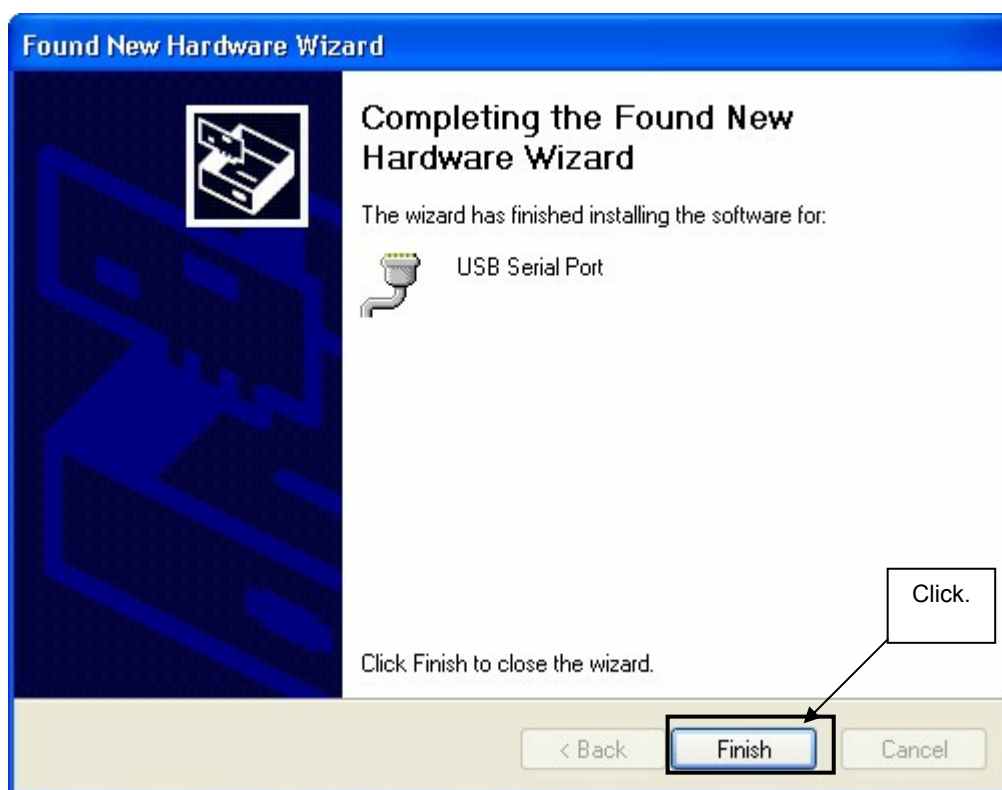 Found New Hardware Wizard
Completing the Found New
Hardware Wizard
The wizard has finished installing the software for:
USB Serial Port
Click.
Click Finish to close the wizard.
< Back
Finish
Cancel